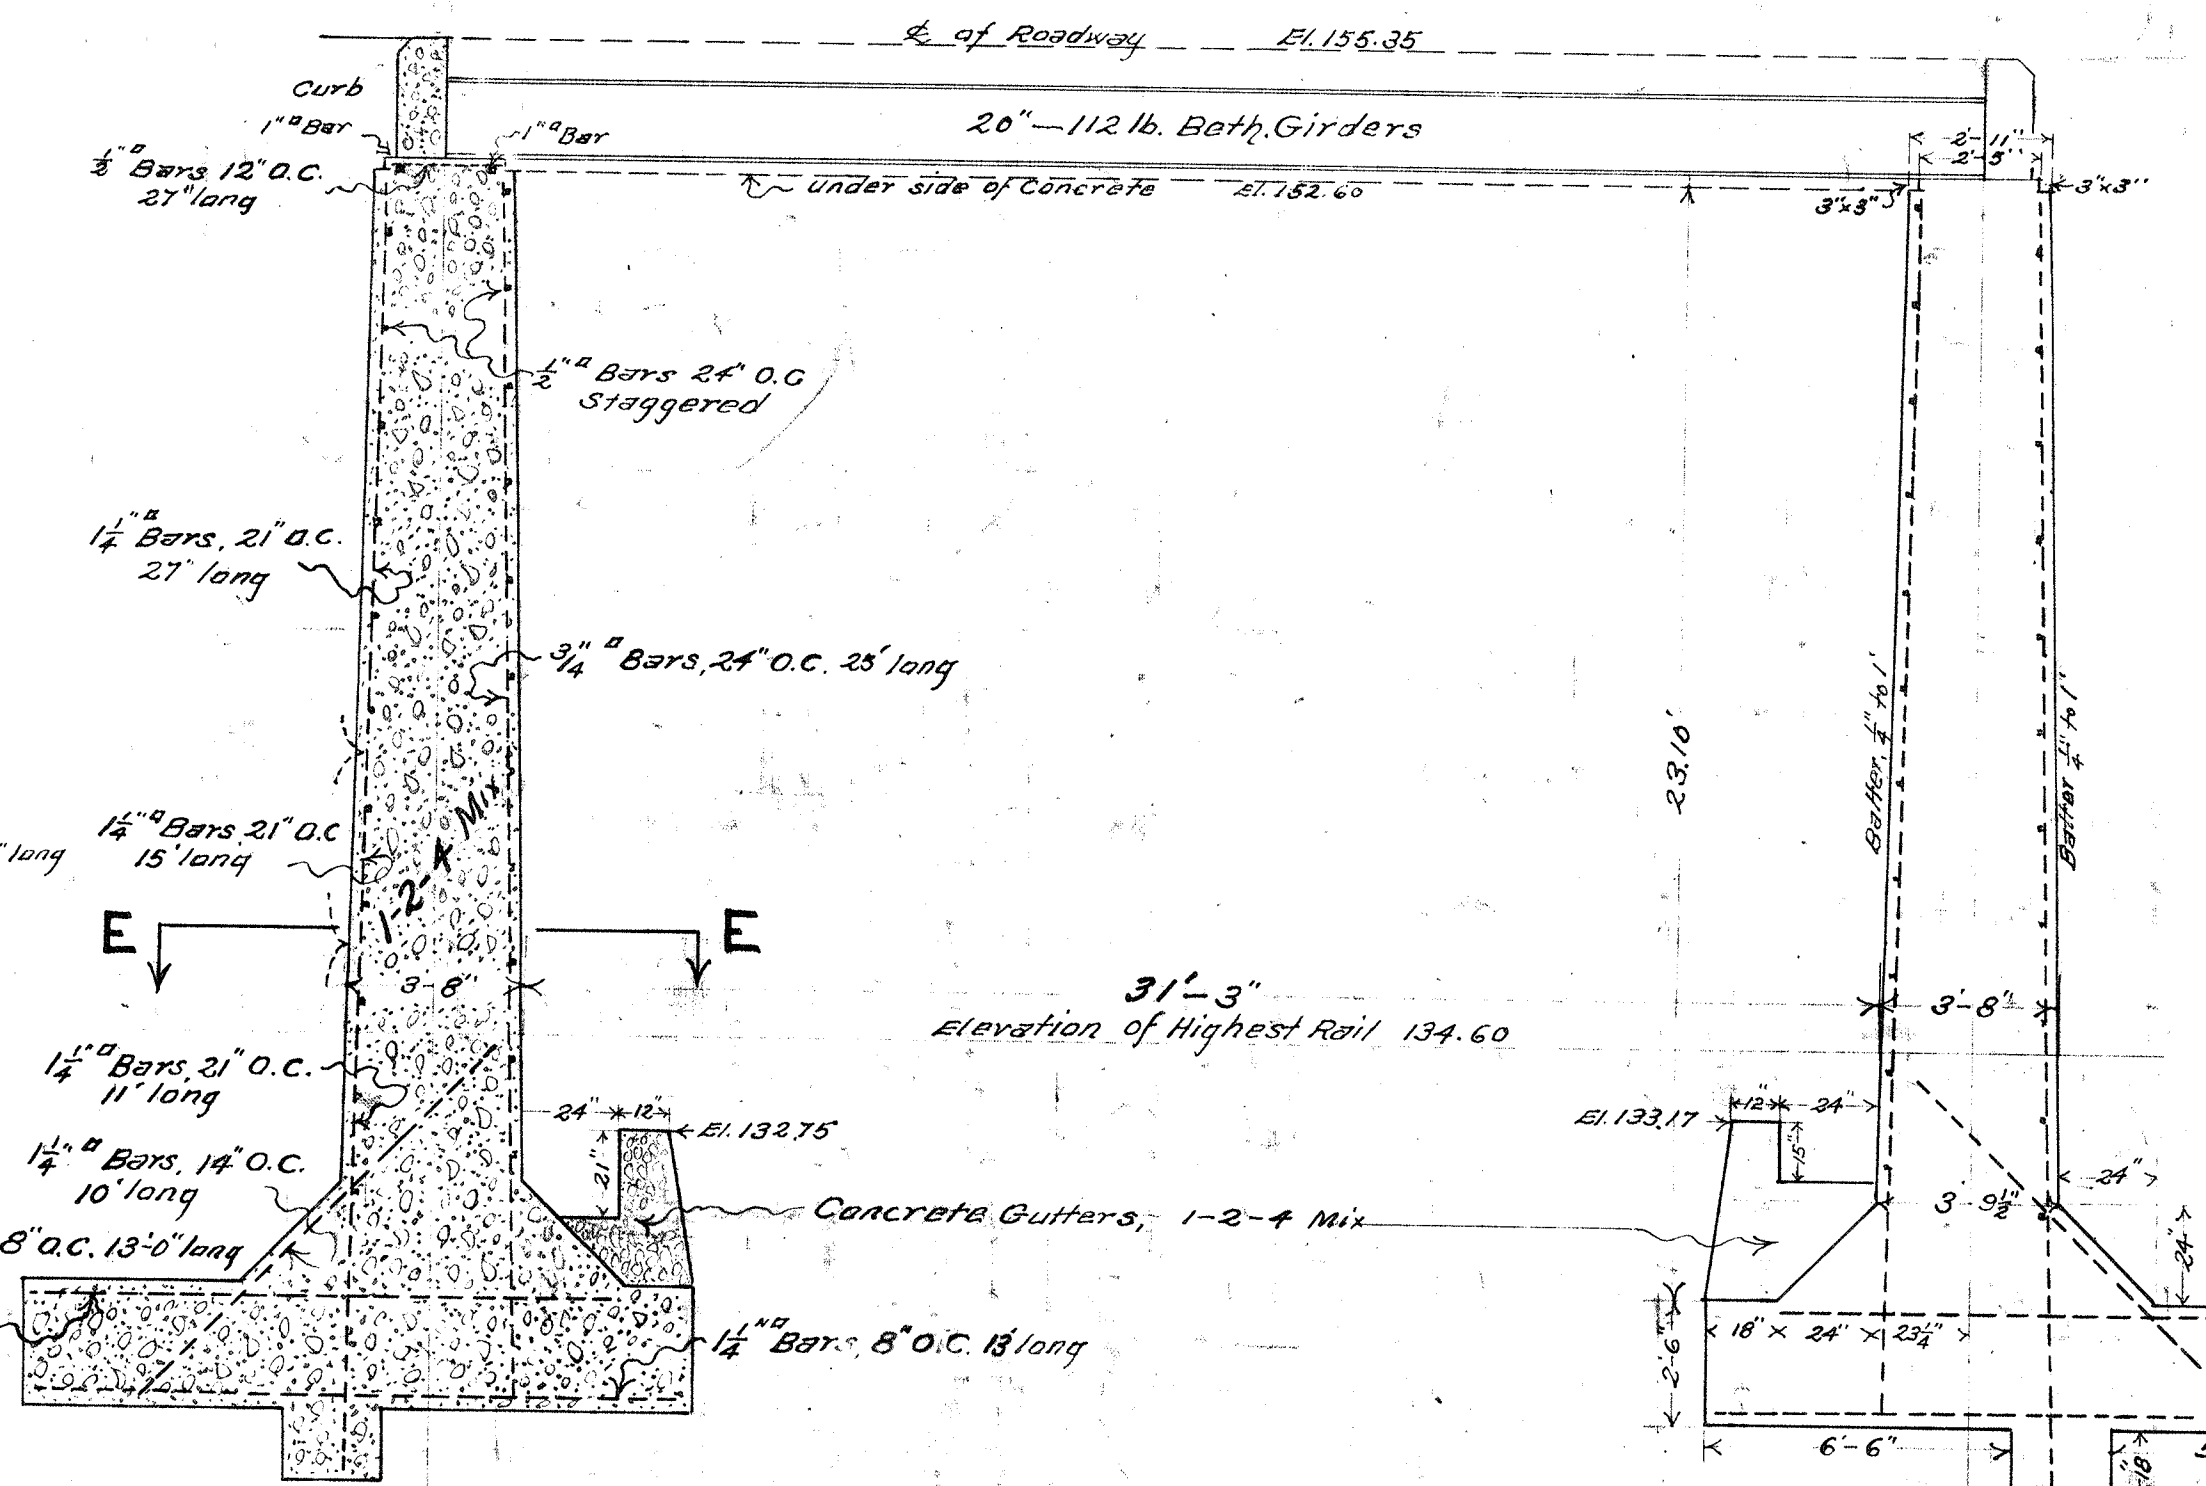 ℄ of Roadway El. 155.35
Curb
1"□ Bar
1"□ Bar
20"—112 lb. Beth. Girders
2'-11"
2'-5"
½"□ Bars 12" O.C.
27" long
under side of Concrete El. 152.60
3"x3"
3"x3"
½"□ Bars 24" O.C
Staggered
1¼"□ Bars, 21" O.C.
27' long
¾"□ Bars, 24" O.C. 25' long
23.10'
Batter, ¼" to 1'
Batter ¼" to 1'
1-2-4 Mix
1¼"□ Bars 21" O.C
15' long
" long
E
E
3-8"
31'-3"
3'-8"
Elevation of Highest Rail 134.60
1¼"□ Bars, 21" O.C.
11' long
24" 12"
El. 132.75
21"
El. 133.17
12" 24"
15"
1¼"□ Bars, 14" O.C.
10' long
24"
3 9½"
24"
Concrete Gutters, 1-2-4 Mix
8" O.C. 13'-0" long
1¼"□ Bars, 8" O.C. 13' long
18" x 24" x 23¼"
2'-6"
6'-6"
18"